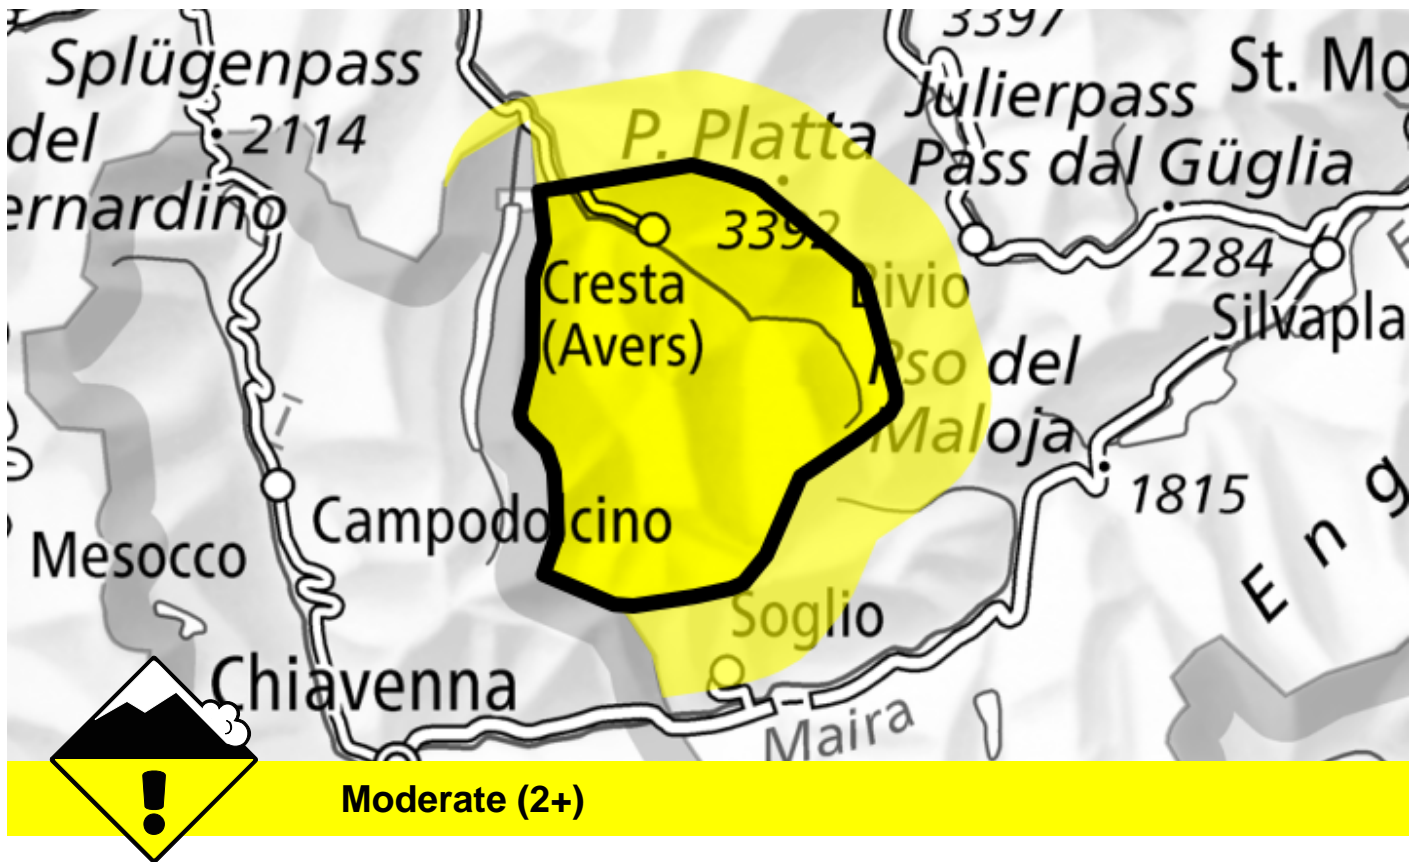 3397
Splügenpass
St. Mo
Julierpass
del
2114
P. Platta
Pass dal Güglia
ernardino
3392
2284
Cresta
Bivio
Silvapla
(Avers)
Pso del
Maloja
1815
Campodolcino
Mesocco
E n g
Soglio
Chiavenna
Maira
Moderate (2+)